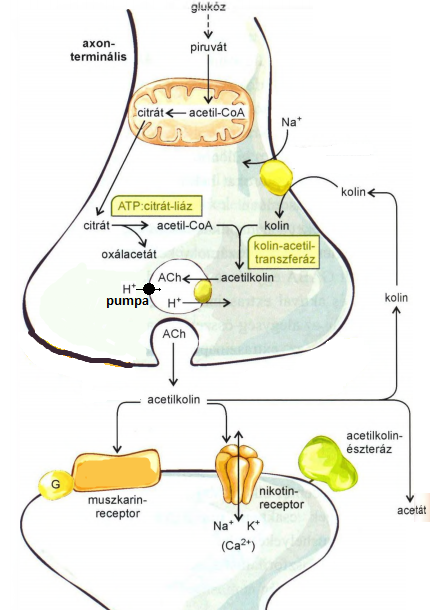 glukóz
piruvát
axon-
terminális
citrát
acetil-CoA
Na⁺
kolin
ATP:citrát-liáz
citrát
acetil-CoA
kolin
oxálacetát
kolin-acetil-
transzferáz
ACh
acetilkolin
H⁺
pumpa
H⁺
kolin
ACh
acetilkolin
acetilkolin-
észteráz
G
muszkarin-
receptor
nikotin-
receptor
acetát
Na⁺ K⁺
(Ca²⁺)